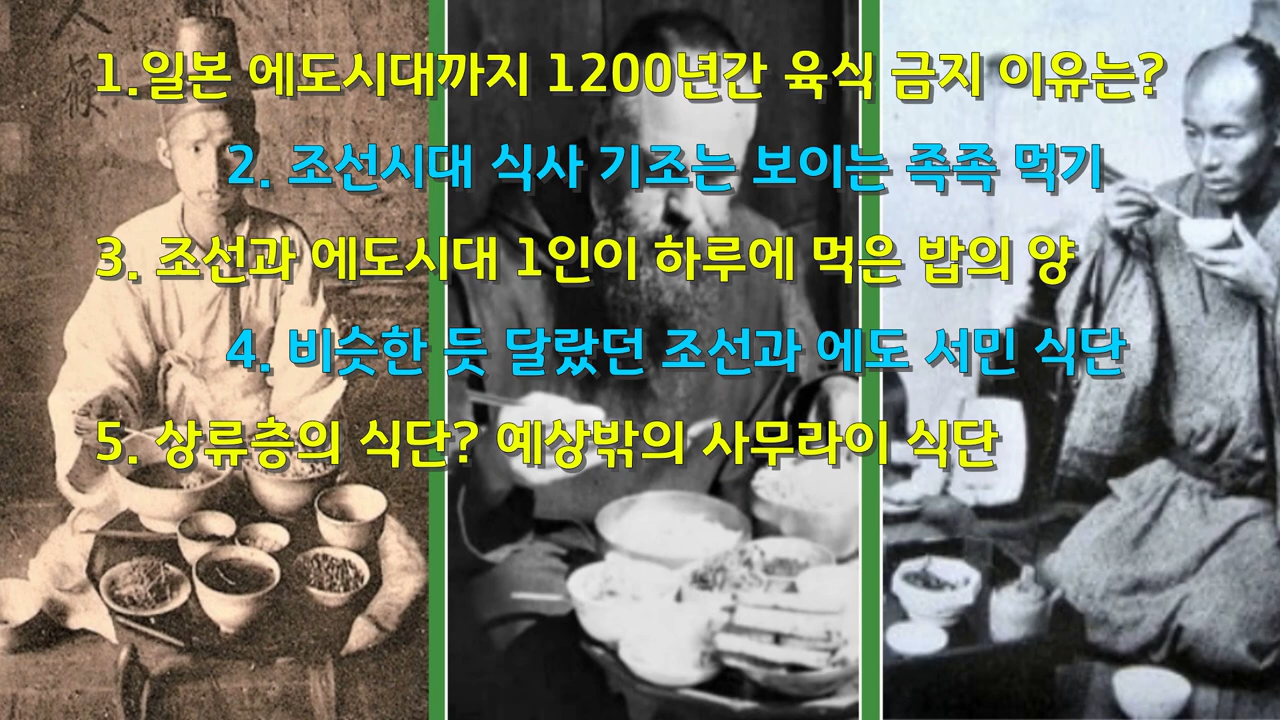 1.일본 에도시대까지 1200년간 육식 금지 이유는?
2. 조선시대 식사 기조는 보이는 족족 먹기
3. 조선과 에도시대 1인이 하루에 먹은 밥의 양
4. 비슷한 듯 달랐던 조선과 에도 서민 식단
5. 상류층의 식단? 예상밖의 사무라이 식단